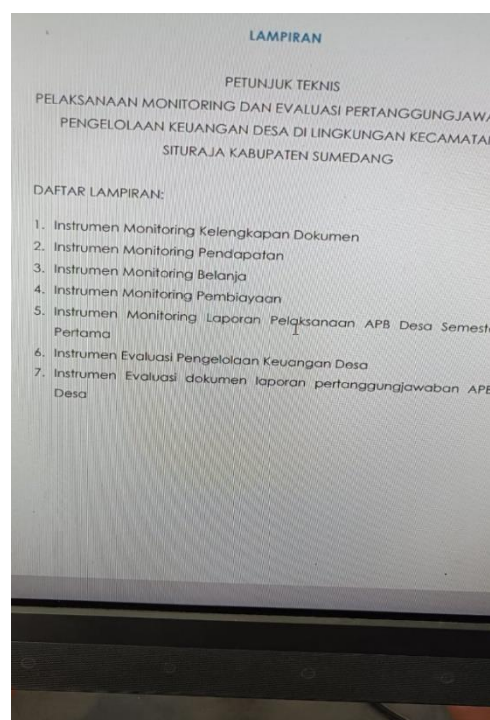 LAMPIRAN
PETUNJUK TEKNIS
PELAKSANAAN MONITORING DAN EVALUASI PERTANGGUNGJAWA
PENGELOLAAN KEUANGAN DESA DI LINGKUNGAN KECAMATA
SITURAJA KABUPATEN SUMEDANG
DAFTAR LAMPIRAN:
1. Instrumen Monitoring Kelengkapan Dokumen
2. Instrumen Monitoring Pendapatan
3. Instrumen Monitoring Belanja
4. Instrumen Monitoring Pembiayaan
5. Instrumen Monitoring Laporan Pelaksanaan APB Desa Semest
Pertama
6. Instrumen Evaluasi Pengelolaan Keuangan Desa
7. Instrumen Evaluasi dokumen laporan pertanggungjawaban APB
Desa